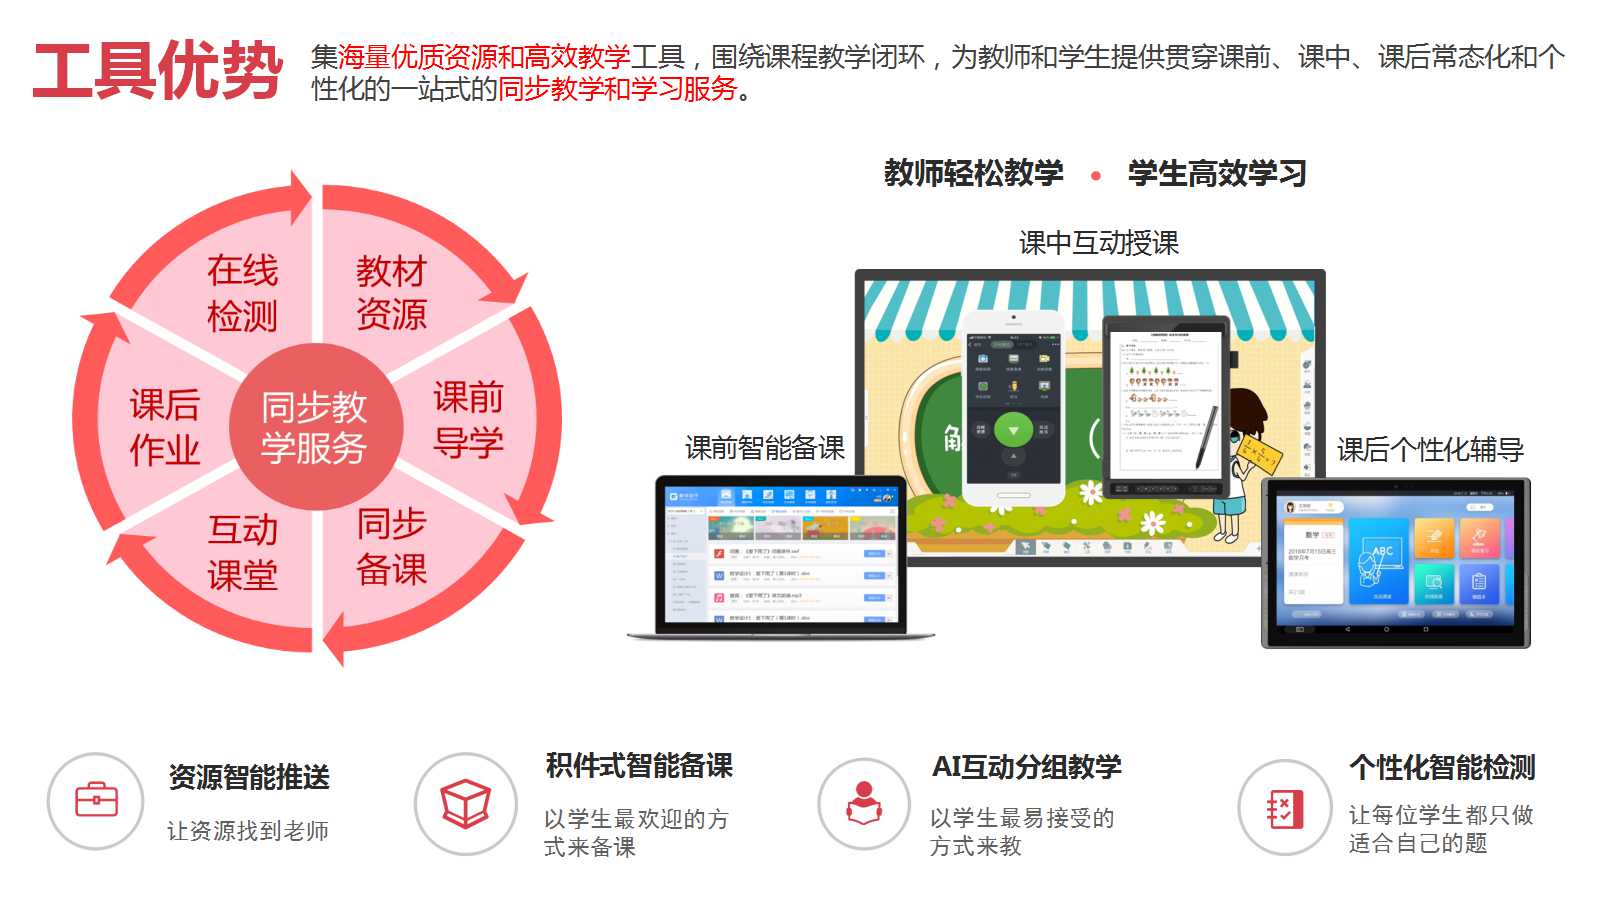 工具优势
集海量优质资源和高效教学工具，围绕课程教学闭环，为教师和学生提供贯穿课前、课中、课后常态化和个
性化的一站式的同步教学和学习服务。
教师轻松教学 • 学生高效学习
在线
检测
教材
资源
课前
导学
同步
备课
互动
课堂
课后
作业
同步教
学服务
课中互动授课
课前智能备课
课后个性化辅导
ABC
数学
资源智能推送
让资源找到老师
积件式智能备课
以学生最欢迎的方
式来备课
AI互动分组教学
以学生最易接受的
方式来教
个性化智能检测
让每位学生都只做
适合自己的题